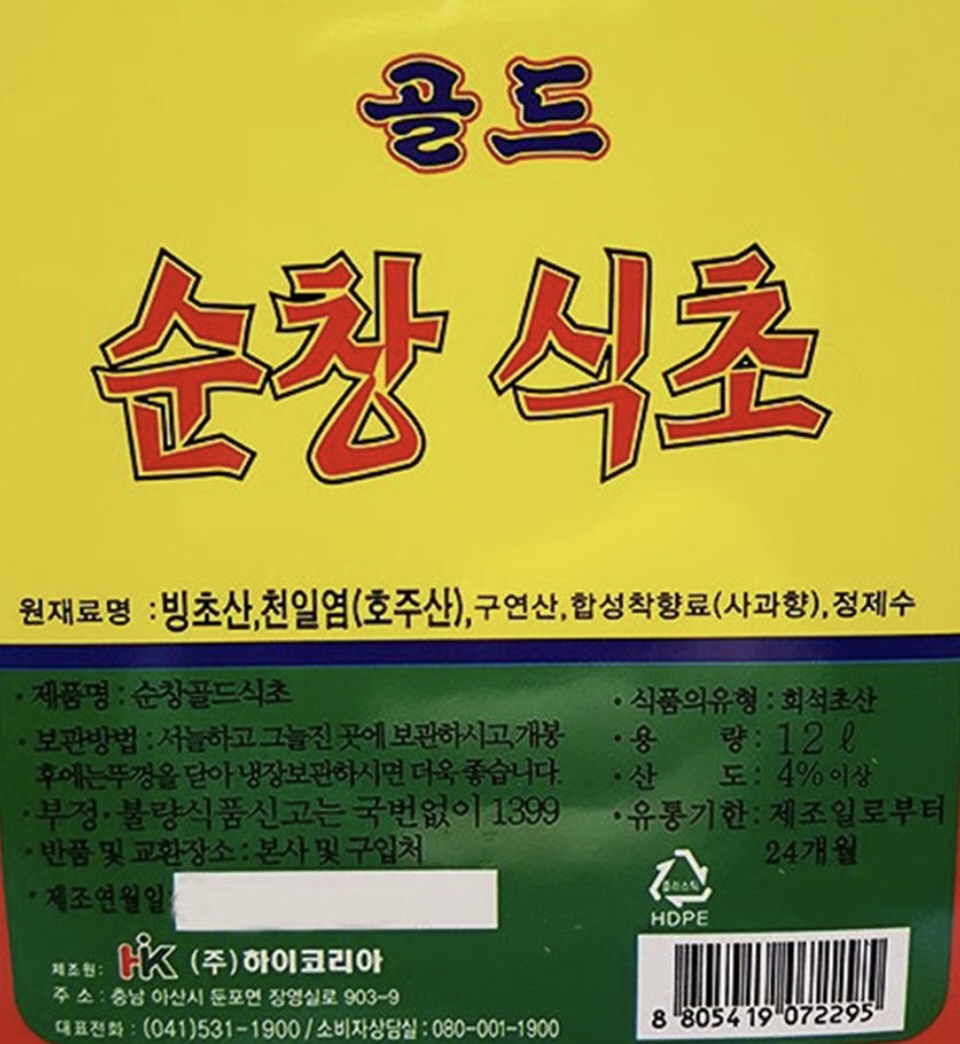 골드
순창 식초
원재료명 : 빙초산,천일염(호주산),구연산,합성착향료(사과향),정제수
· 제품명 : 순창골드식초
· 보관방법 : 서늘하고 그늘진 곳에 보관하시고,개봉
후에는뚜껑을 닫아 냉장보관하시면 더욱 좋습니다.
· 부정·불량식품신고는 국번없이 1399
· 반품 및 교환장소 : 본사 및 구입처
· 제조연월일:
· 식품의유형 : 희석초산
· 용 량 : 12ℓ
· 산 도 : 4%이상
· 유통기한 : 제조일로부터
24개월
플라스틱
HDPE
제조원: HiK (주)하이코리아
주 소 : 충남 아산시 둔포면 장영실로 903-9
대표전화 : (041)531-1900 / 소비자상담실 : 080-001-1900
8 805419 072295